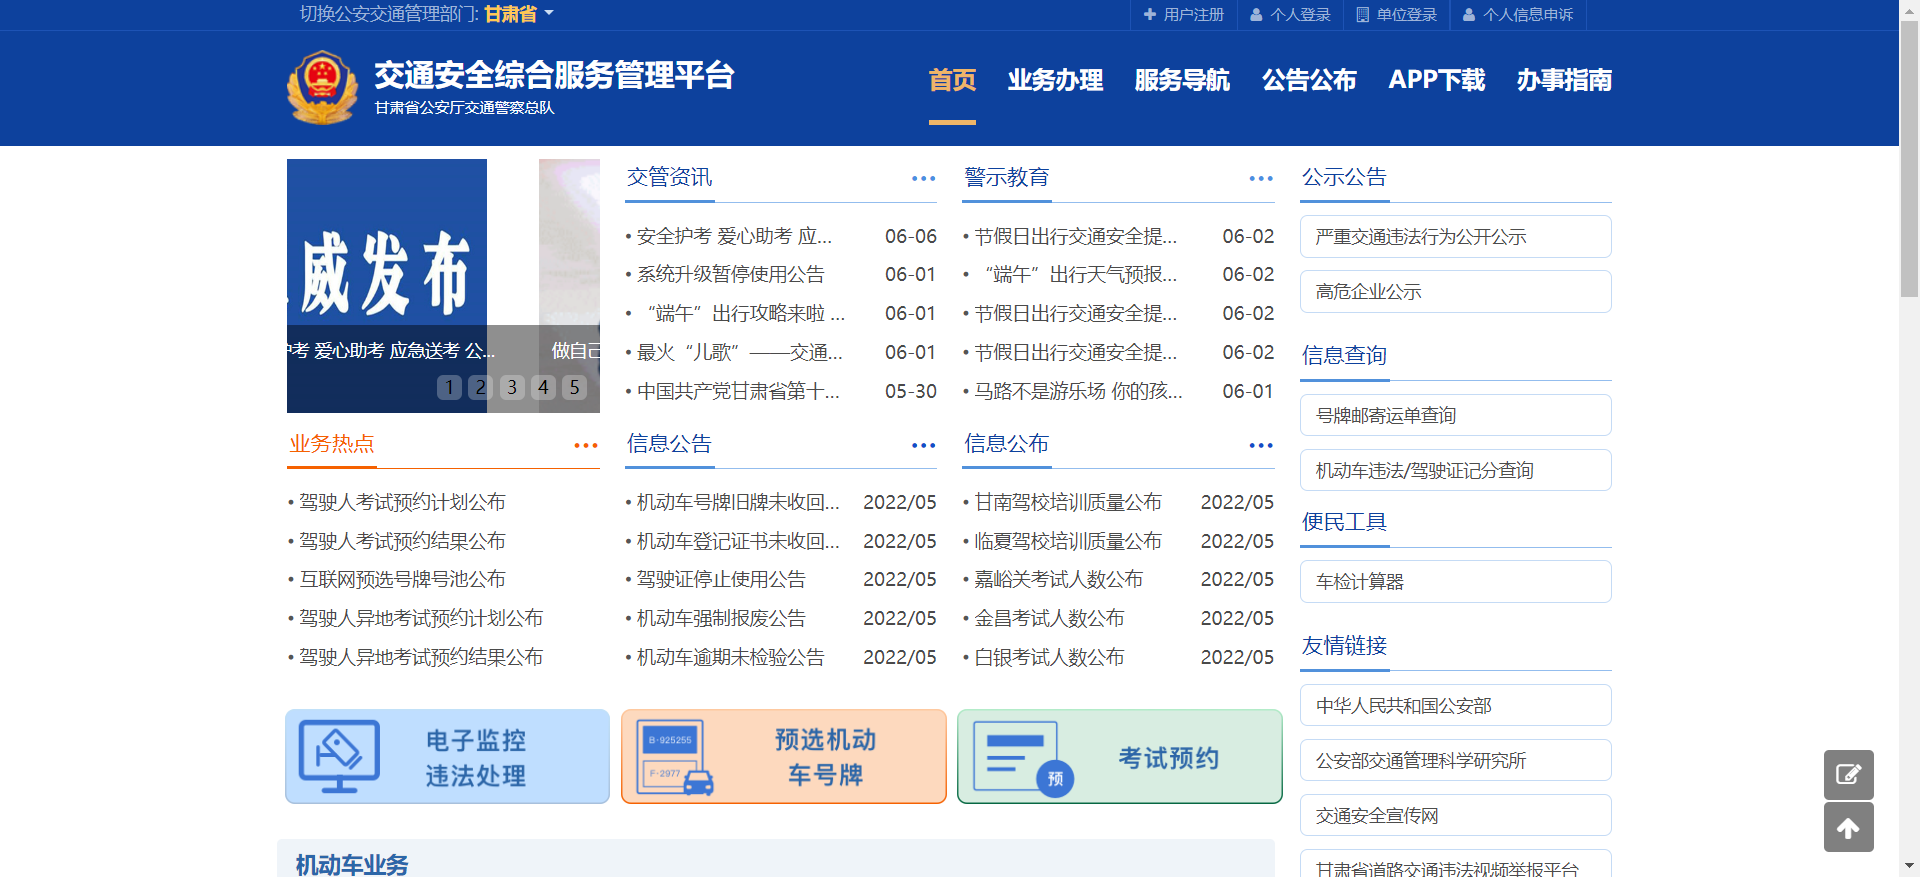 切换公安交通管理部门: 甘肃省
用户注册
个人登录
单位登录
个人信息申诉
交通安全综合服务管理平台
甘肃省公安厅交通警察总队
首页
业务办理
服务导航
公告公布
APP下载
办事指南
威发布
考 爱心助考 应急送考 公...
做自己
1 2 3 4 5
交管资讯
• 安全护考 爱心助考 应... 06-06
• 系统升级暂停使用公告 06-01
• “端午”出行攻略来啦 ... 06-01
• 最火“儿歌”——交通... 06-01
• 中国共产党甘肃省第十... 05-30
警示教育
• 节假日出行交通安全提... 06-02
• “端午”出行天气预报... 06-02
• 节假日出行交通安全提... 06-02
• 节假日出行交通安全提... 06-02
• 马路不是游乐场 你的孩... 06-01
业务热点
• 驾驶人考试预约计划公布
• 驾驶人考试预约结果公布
• 互联网预选号牌号池公布
• 驾驶人异地考试预约计划公布
• 驾驶人异地考试预约结果公布
信息公告
• 机动车号牌旧牌未收回... 2022/05
• 机动车登记证书未收回... 2022/05
• 驾驶证停止使用公告 2022/05
• 机动车强制报废公告 2022/05
• 机动车逾期未检验公告 2022/05
信息公布
• 甘南驾校培训质量公布 2022/05
• 临夏驾校培训质量公布 2022/05
• 嘉峪关考试人数公布 2022/05
• 金昌考试人数公布 2022/05
• 白银考试人数公布 2022/05
电子监控
违法处理
B-925255
F-2977
预选机动
车号牌
预
考试预约
机动车业务
公示公告
严重交通违法行为公开公示
高危企业公示
信息查询
号牌邮寄运单查询
机动车违法/驾驶证记分查询
便民工具
车检计算器
友情链接
中华人民共和国公安部
公安部交通管理科学研究所
交通安全宣传网
甘肃省道路交通违法视频举报平台